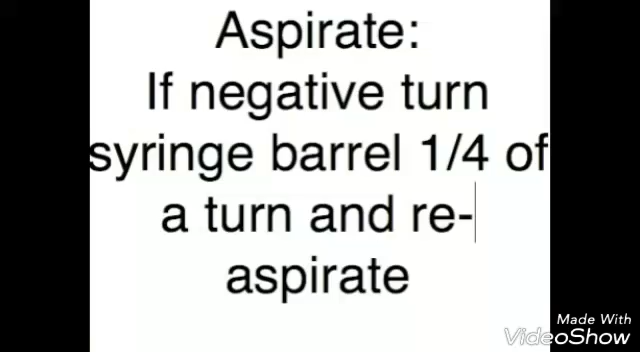 Aspirate:
If negative turn
syringe barrel 1/4 of
a turn and re-
aspirate
Made With
VideoShow